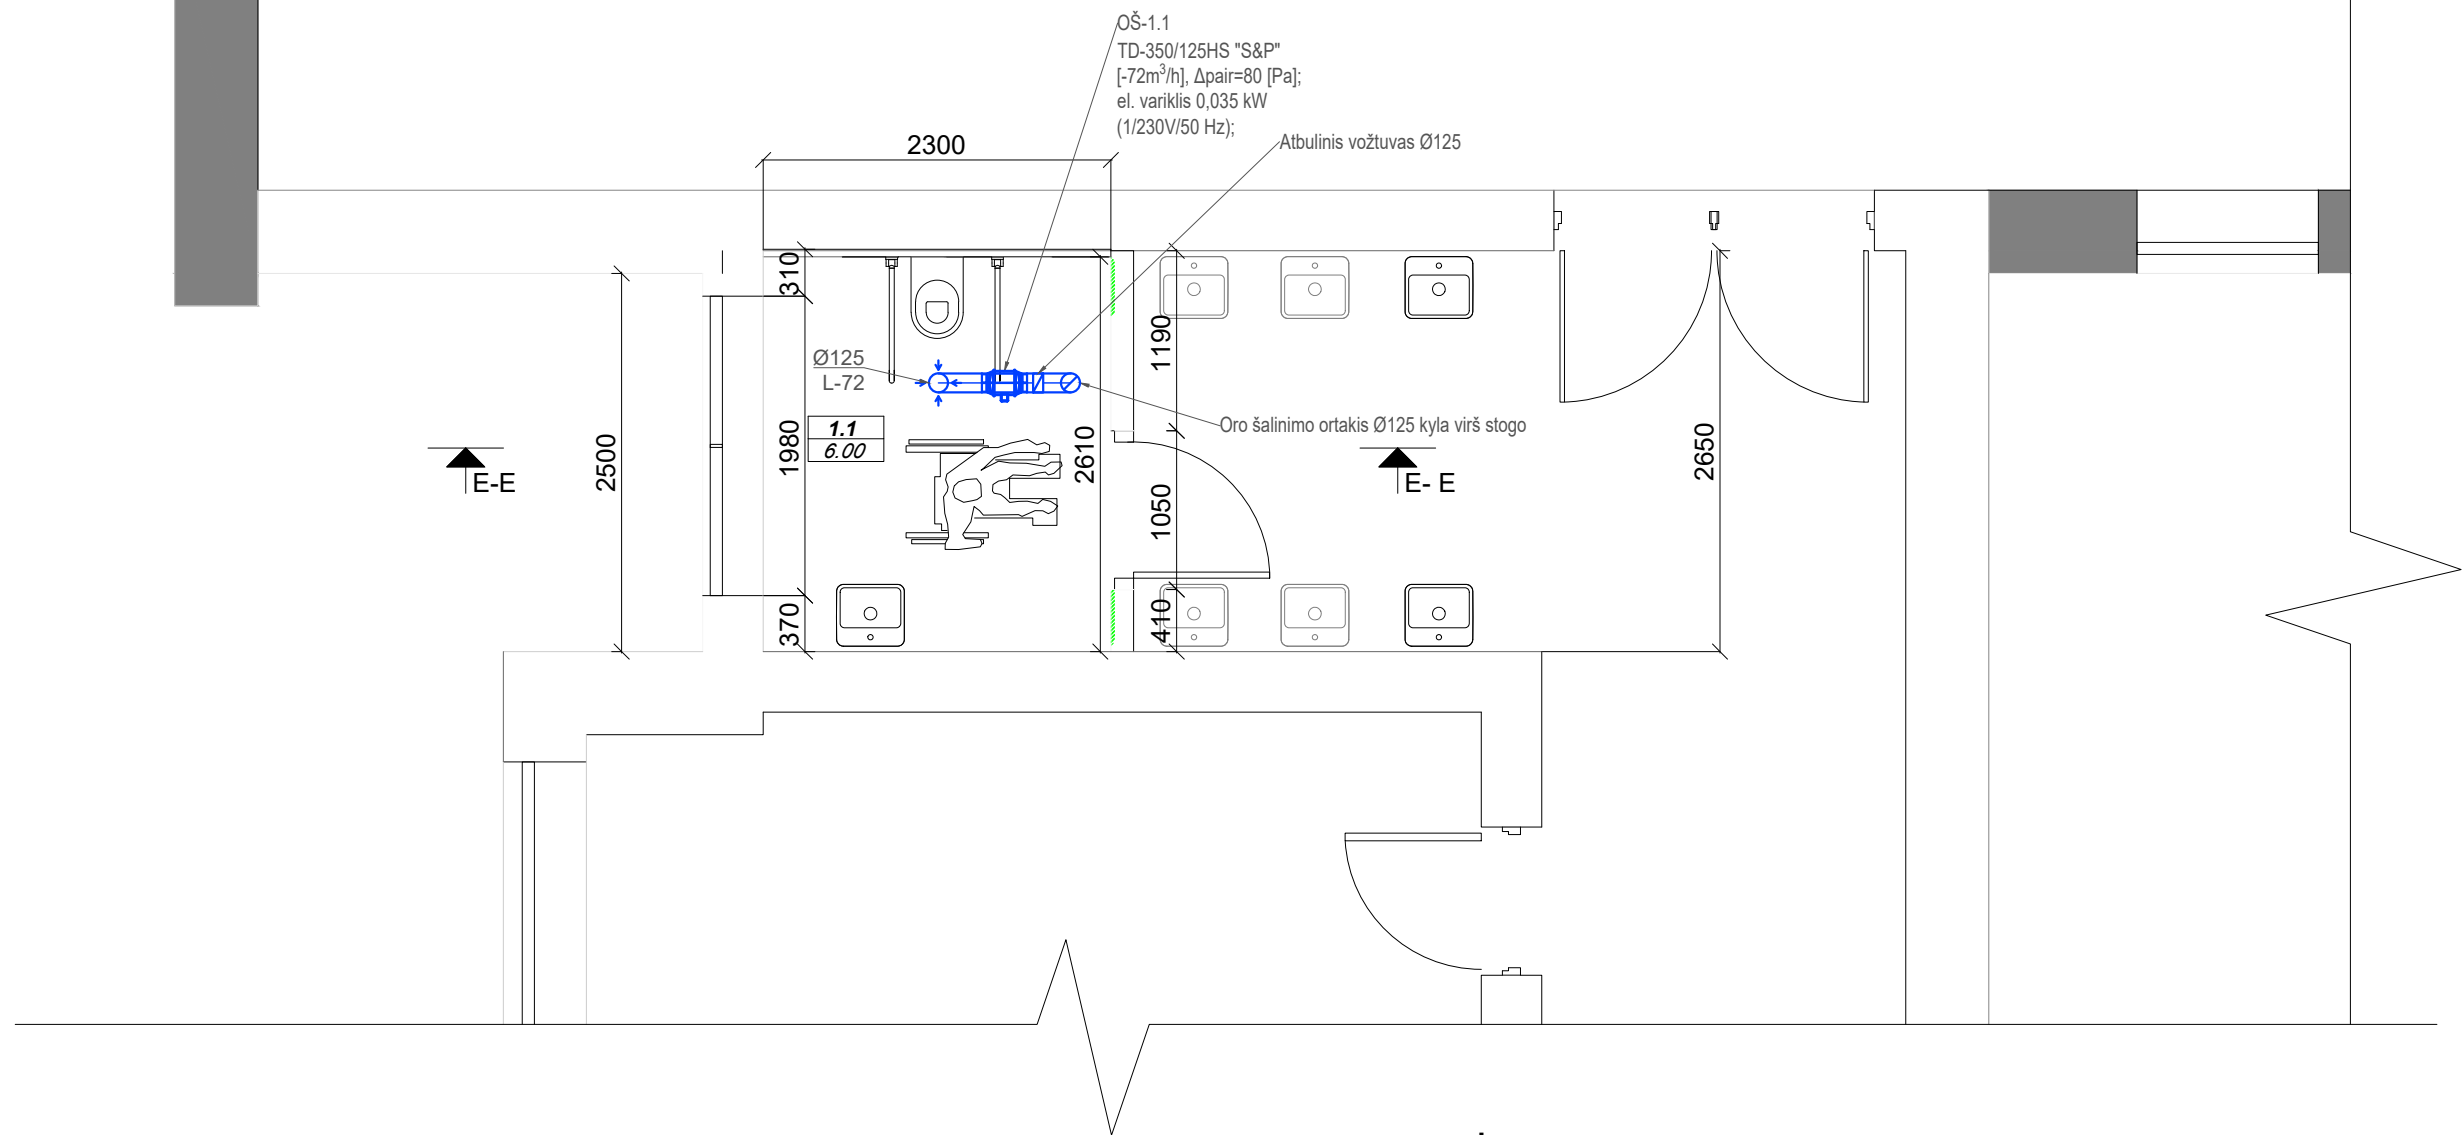 OŠ-1.1
TD-350/125HS "S&P"
[-72m³/h], Δpair=80 [Pa];
el. variklis 0,035 kW
(1/230V/50 Hz);
Atbulinis vožtuvas Ø125
2300
310
1190
Ø125
L-72
Oro šalinimo ortakis Ø125 kyla virš stogo
1.1
6.00
1980
2500
2610
2650
E-E
E- E
1050
370
410